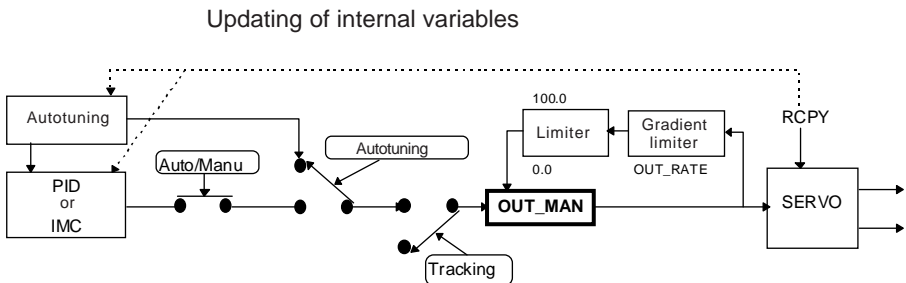 Updating of internal variables
Autotuning
PID
or
IMC
Auto/Manu
Autotuning
Tracking
100.0
Limiter
0.0
Gradient
limiter
OUT_RATE
OUT_MAN
RCPY
SERVO